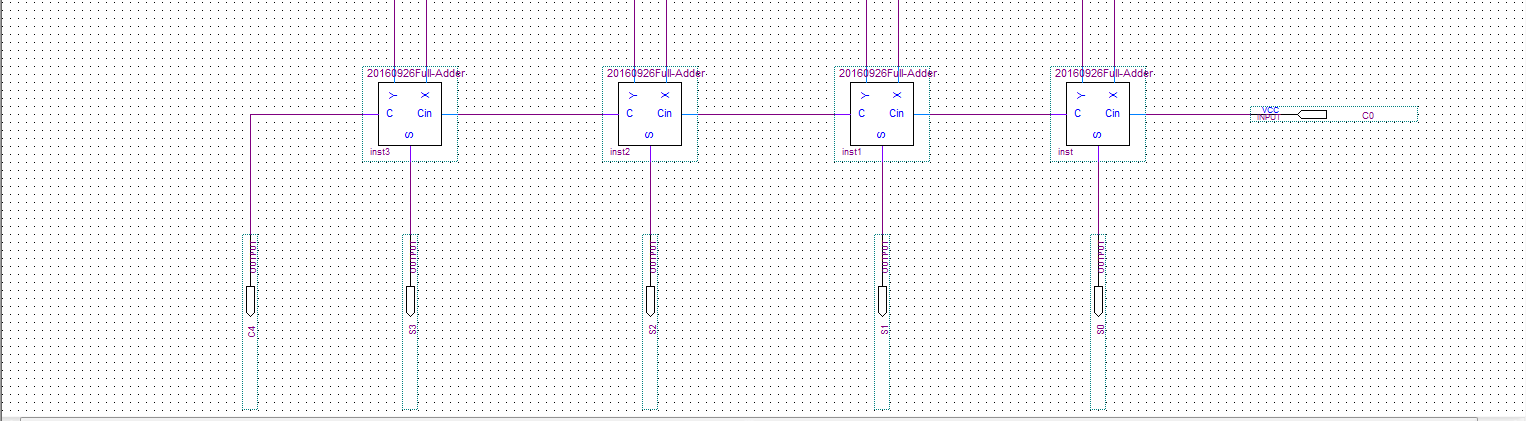 20160926Full-Adder
20160926Full-Adder
20160926Full-Adder
20160926Full-Adder
Y X
Y X
Y X
Y X
C Cin
C Cin
C Cin
C Cin
VCC
INPUT
C0
S
S
S
S
inst3
inst2
inst1
inst
OUTPUT
OUTPUT
OUTPUT
OUTPUT
OUTPUT
C4
S3
S2
S1
S0